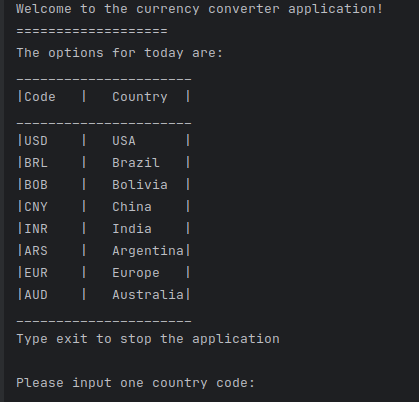 Welcome to the currency converter application!
===================
The options for today are:
______________________
|Code   |   Country  |
______________________
|USD    |   USA      |
|BRL    |   Brazil   |
|BOB    |   Bolivia  |
|CNY    |   China    |
|INR    |   India    |
|ARS    |   Argentina|
|EUR    |   Europe   |
|AUD    |   Australia|
______________________
Type exit to stop the application
Please input one country code: